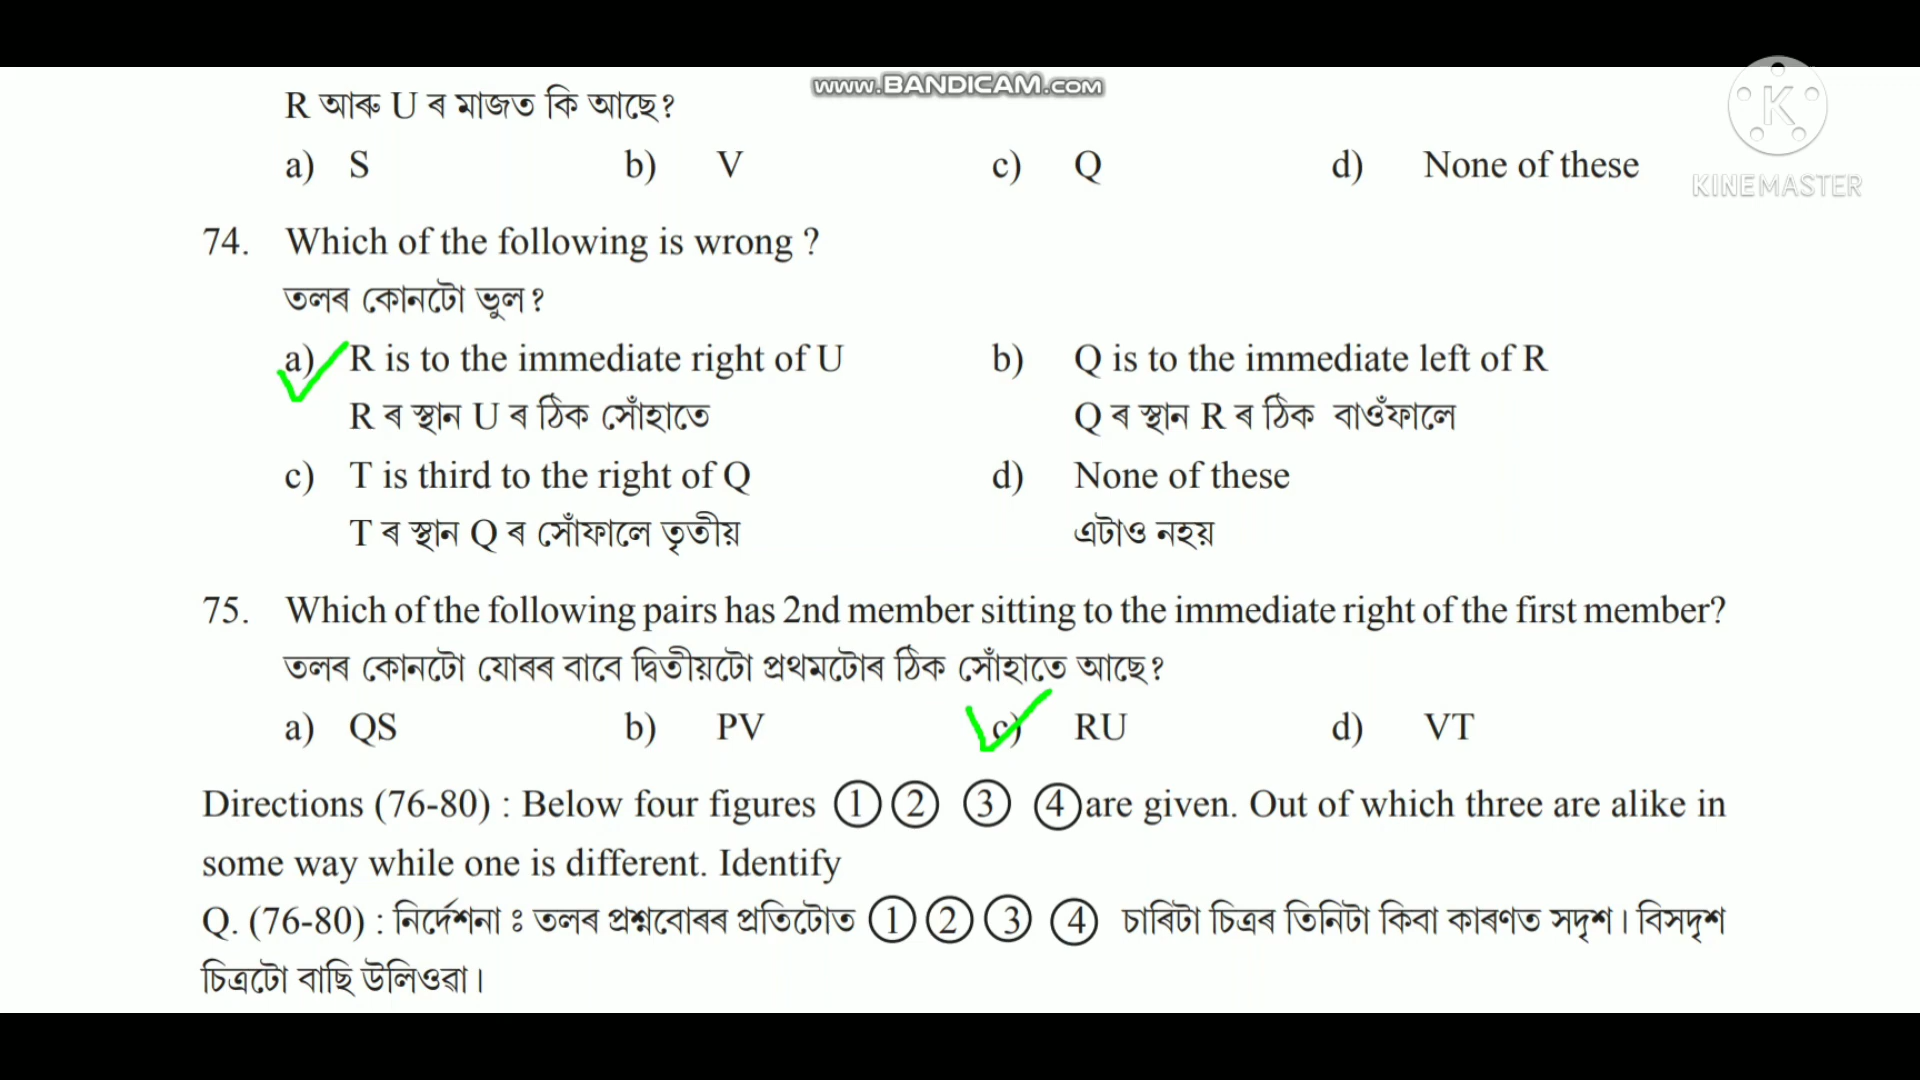 www.BANDICAM.com
R আৰু U ৰ মাজত কি আছে?
K
a) S b) V c) Q d) None of these
KINEMASTER
74. Which of the following is wrong ?
তলৰ কোনটো ভুল?
a) R is to the immediate right of U b) Q is to the immediate left of R
R ৰ স্থান U ৰ ঠিক সোঁহাতে Q ৰ স্থান R ৰ ঠিক বাওঁফালে
c) T is third to the right of Q d) None of these
T ৰ স্থান Q ৰ সোঁফালে তৃতীয় এটাও নহয়
75. Which of the following pairs has 2nd member sitting to the immediate right of the first member?
তলৰ কোনটো যোৰৰ বাবে দ্বিতীয়টো প্ৰথমটোৰ ঠিক সোঁহাতে আছে?
a) QS b) PV c) RU d) VT
Directions (76-80) : Below four figures ① ② ③ ④ are given. Out of which three are alike in
some way while one is different. Identify
Q. (76-80) : নিৰ্দেশনা ঃ তলৰ প্ৰশ্নবোৰৰ প্ৰতিটোত ① ② ③ ④ চাৰিটা চিত্ৰৰ তিনিটা কিবা কাৰণত সদৃশ। বিসদৃশ
চিত্ৰটো বাছি উলিওৱা।